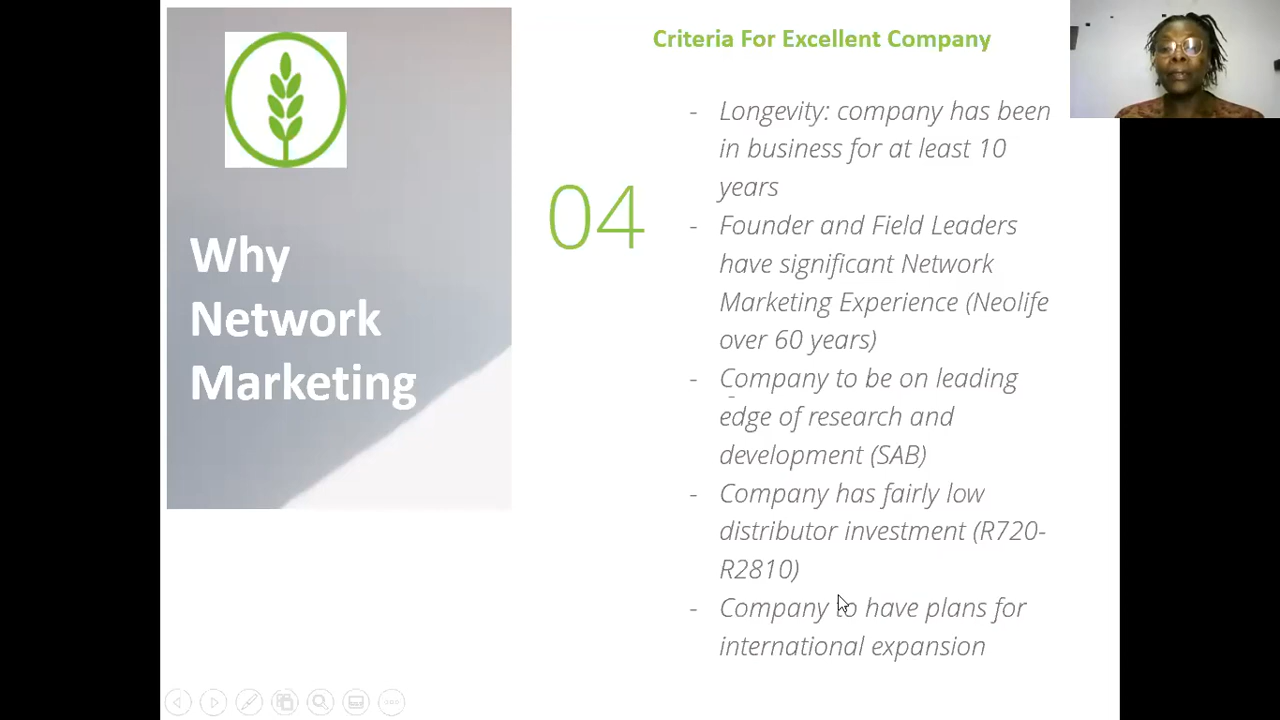 Why
Network
Marketing
04
Criteria For Excellent Company
- Longevity: company has been
in business for at least 10
years
- Founder and Field Leaders
have significant Network
Marketing Experience (Neolife
over 60 years)
- Company to be on leading
edge of research and
development (SAB)
- Company has fairly low
distributor investment (R720-
R2810)
- Company to have plans for
international expansion